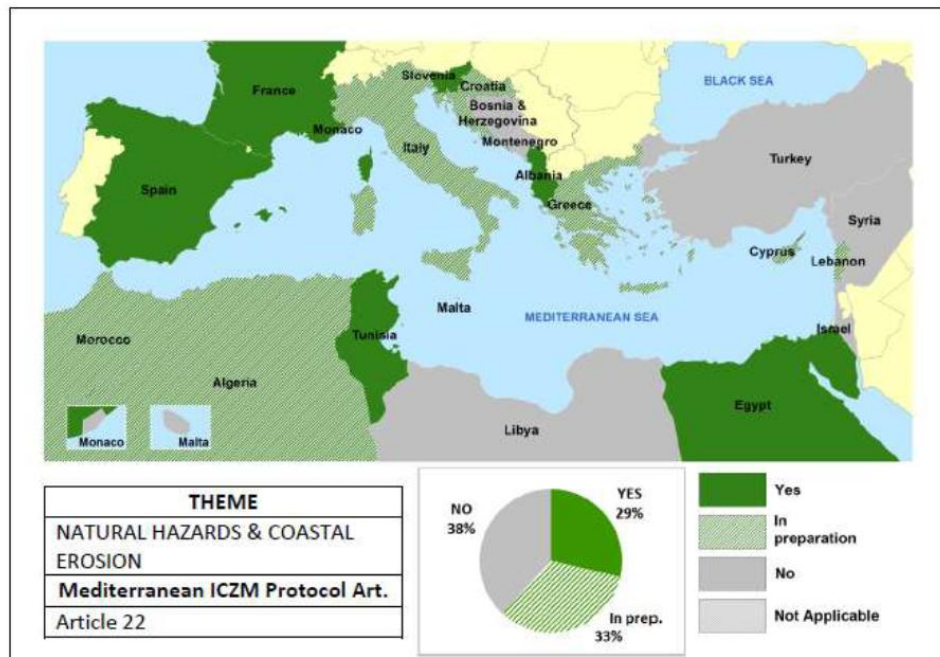 BLACK SEA
Slovenia
France
Croatia
Bosnia &
Herzegovina
Monaco
Italy
Montenegro
Turkey
Spain
Albania
Greece
Syria
Cyprus
Lebanon
Malta
MEDITERRANEAN SEA
Israel
Morocco
Tunisia
Algeria
Egypt
Libya
Monaco
Malta
THEME
NATURAL HAZARDS & COASTAL
EROSION
Mediterranean ICZM Protocol Art.
Article 22
NO
38%
YES
29%
In prep.
33%
Yes
In
preparation
No
Not Applicable